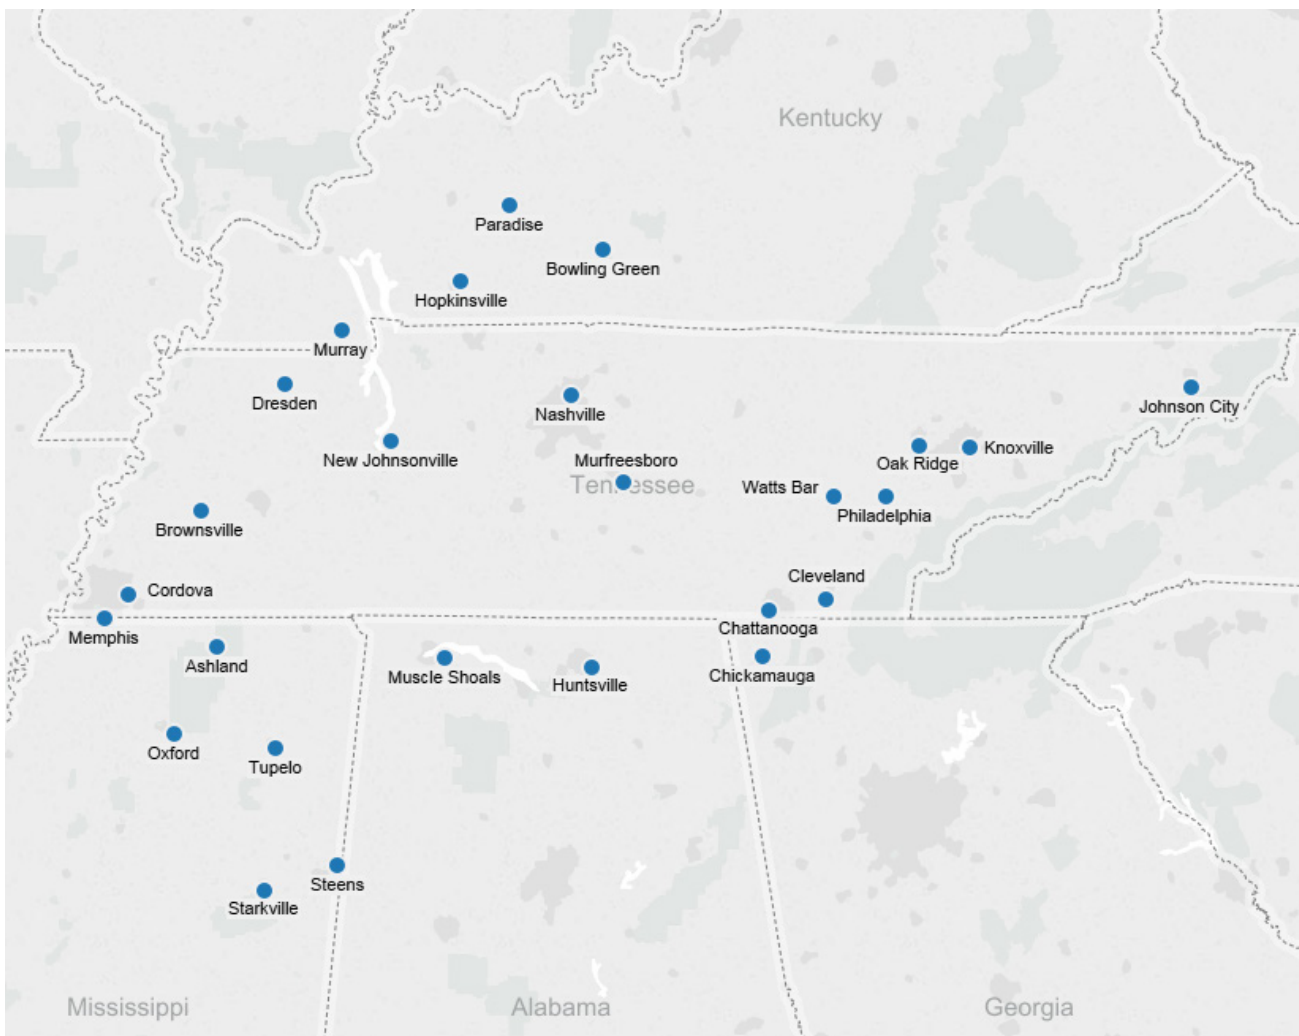 Kentucky
Paradise
Bowling Green
Hopkinsville
Murray
Dresden
Nashville
Johnson City
New Johnsonville
Murfreesboro
Tennessee
Oak Ridge
Knoxville
Watts Bar
Philadelphia
Brownsville
Cordova
Cleveland
Memphis
Chattanooga
Ashland
Muscle Shoals
Huntsville
Chickamauga
Oxford
Tupelo
Steens
Starkville
Mississippi
Alabama
Georgia